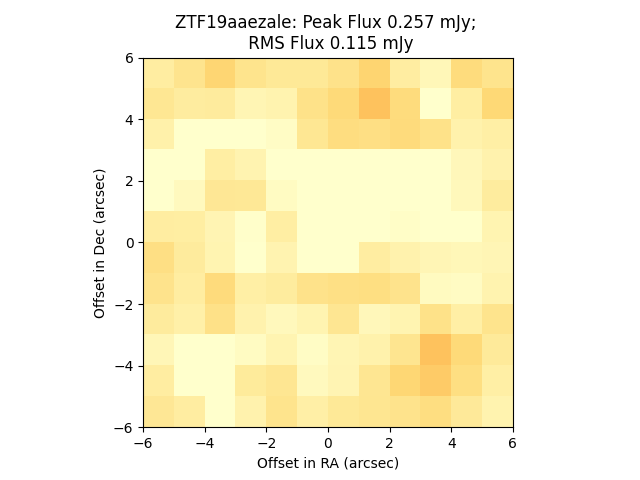 ZTF19aaezale: Peak Flux 0.257 mJy;
RMS Flux 0.115 mJy
6
4
2
0
−2
−4
−6
−6 −4 −2 0 2 4 6
Offset in Dec (arcsec)
Offset in RA (arcsec)